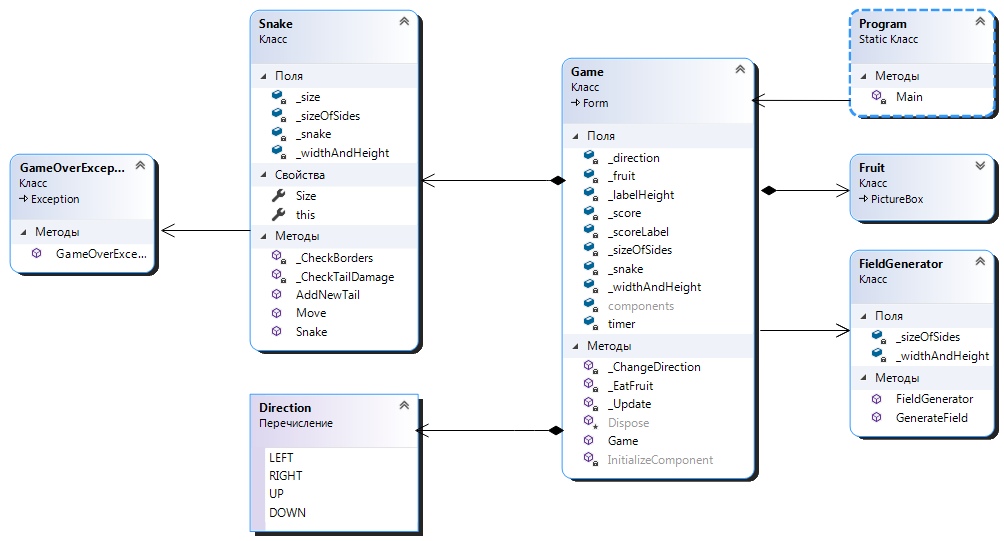 Snake
Класс
Поля
_size
_sizeOfSides
_snake
_widthAndHeight
Свойства
Size
this
Методы
_CheckBorders
_CheckTailDamage
AddNewTail
Move
Snake
GameOverExcep...
Класс
Exception
Методы
GameOverExce...
Direction
Перечисление
LEFT
RIGHT
UP
DOWN
Game
Класс
Form
Поля
_direction
_fruit
_labelHeight
_score
_scoreLabel
_sizeOfSides
_snake
_widthAndHeight
components
timer
Методы
_ChangeDirection
_EatFruit
_Update
Dispose
Game
InitializeComponent
Program
Static Класс
Методы
Main
Fruit
Класс
PictureBox
FieldGenerator
Класс
Поля
_sizeOfSides
_widthAndHeight
Методы
FieldGenerator
GenerateField